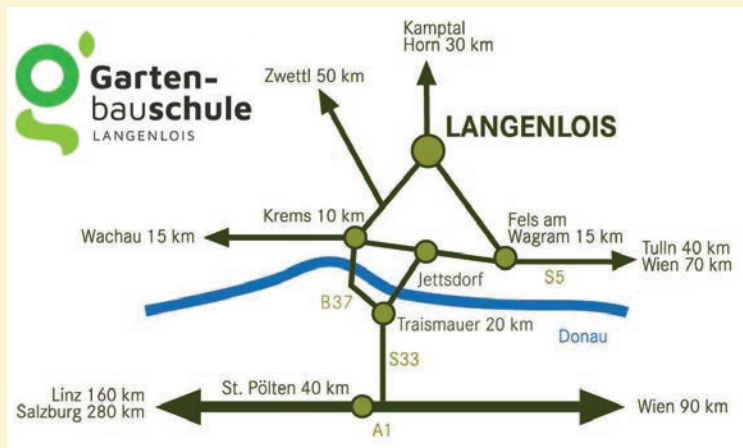 Garten-
bauschule
LANGENLOIS
Kamptal
Horn 30 km
Zwettl 50 km
LANGENLOIS
Krems 10 km
Wachau 15 km
Fels am
Wagram 15 km
Tulln 40 km
Wien 70 km
Jettsdorf
S5
B37
Traismauer 20 km
Donau
S33
Linz 160 km
Salzburg 280 km
St. Pölten 40 km
Wien 90 km
A1